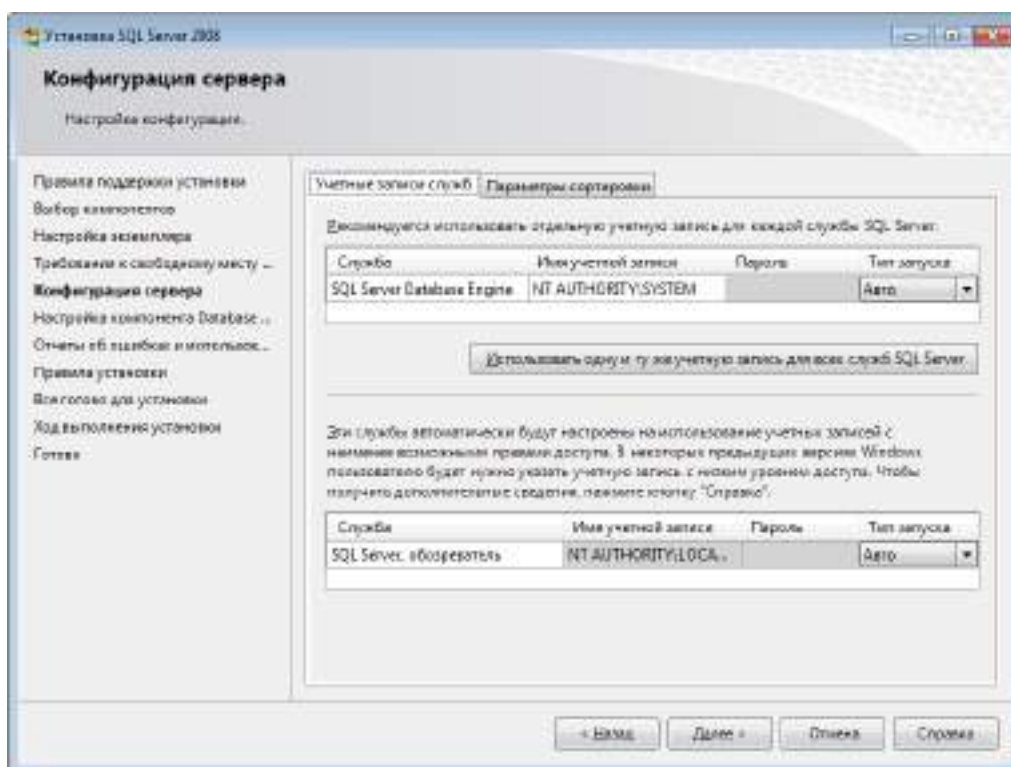 Установка SQL Server 2008
Конфигурация сервера
Настройка конфигурации.
Правила поддержки установки
Выбор компонентов
Настройка экземпляра
Требования к свободному месту ...
Конфигурация сервера
Настройка компонента Database ...
Отчеты об ошибках и использов...
Правила установки
Все готово для установки
Ход выполнения установки
Готово
Учетные записи служб
Параметры сортировки
Рекомендуется использовать отдельную учетную запись для каждой службы SQL Server.
Служба Имя учетной записи Пароль Тип запуска
SQL Server Database Engine NT AUTHORITY\SYSTEM Авто
Использовать одну и ту же учетную запись для всех служб SQL Server
Эти службы автоматически будут настроены на использование учетных записей с
наименее возможными правами доступа. В некоторых предыдущих версиях Windows
пользователю будет нужно указать учетную запись с низким уровнем доступа. Чтобы
получить дополнительные сведения, нажмите кнопку "Справка".
Служба Имя учетной записи Пароль Тип запуска
SQL Server, обозреватель NT AUTHORITY\LOCA... Авто
< Назад Далее > Отмена Справка